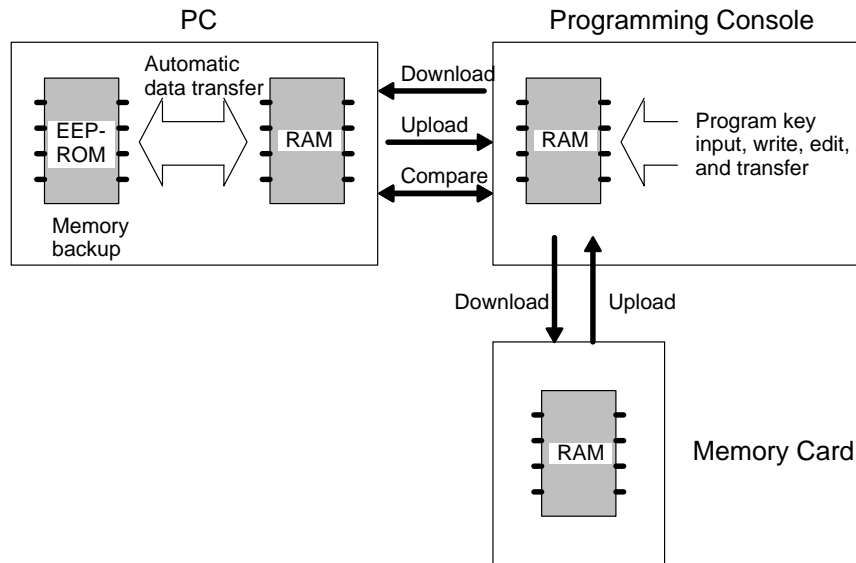 PC
Programming Console
Automatic
data transfer
EEP-
ROM
RAM
Memory
backup
Download
Upload
Compare
RAM
Program key
input, write, edit,
and transfer
Download
Upload
RAM
Memory Card